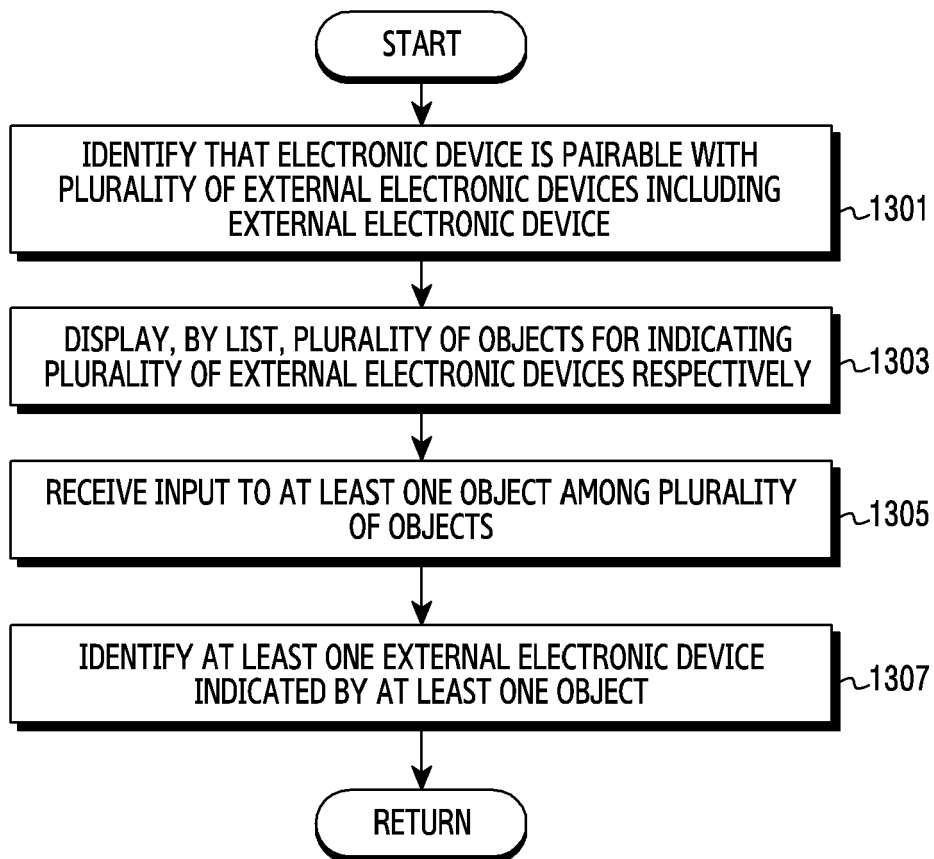 START
IDENTIFY THAT ELECTRONIC DEVICE IS PAIRABLE WITH
PLURALITY OF EXTERNAL ELECTRONIC DEVICES INCLUDING
EXTERNAL ELECTRONIC DEVICE
1301
DISPLAY, BY LIST, PLURALITY OF OBJECTS FOR INDICATING
PLURALITY OF EXTERNAL ELECTRONIC DEVICES RESPECTIVELY
1303
RECEIVE INPUT TO AT LEAST ONE OBJECT AMONG PLURALITY
OF OBJECTS
1305
IDENTIFY AT LEAST ONE EXTERNAL ELECTRONIC DEVICE
INDICATED BY AT LEAST ONE OBJECT
1307
RETURN